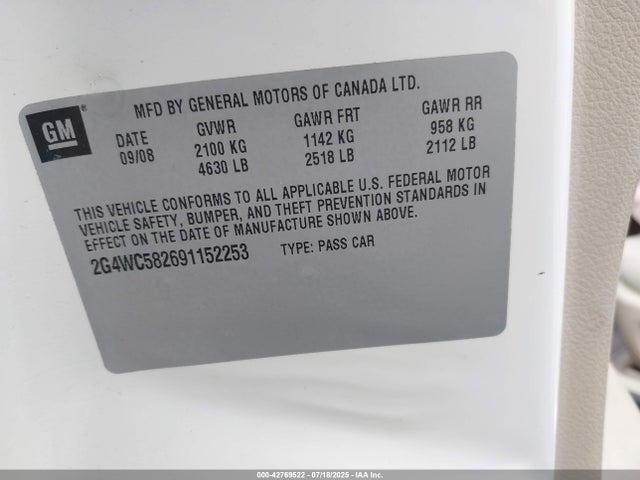 GM
MFD BY GENERAL MOTORS OF CANADA LTD.
DATE GVWR GAWR FRT GAWR RR
09/08 2100 KG 1142 KG 958 KG
4630 LB 2518 LB 2112 LB
THIS VEHICLE CONFORMS TO ALL APPLICABLE U.S. FEDERAL MOTOR
VEHICLE SAFETY, BUMPER, AND THEFT PREVENTION STANDARDS IN
EFFECT ON THE DATE OF MANUFACTURE SHOWN ABOVE.
2G4WC582691152253 TYPE: PASS CAR
000-42769522 - 07/18/2025 - IAA Inc.